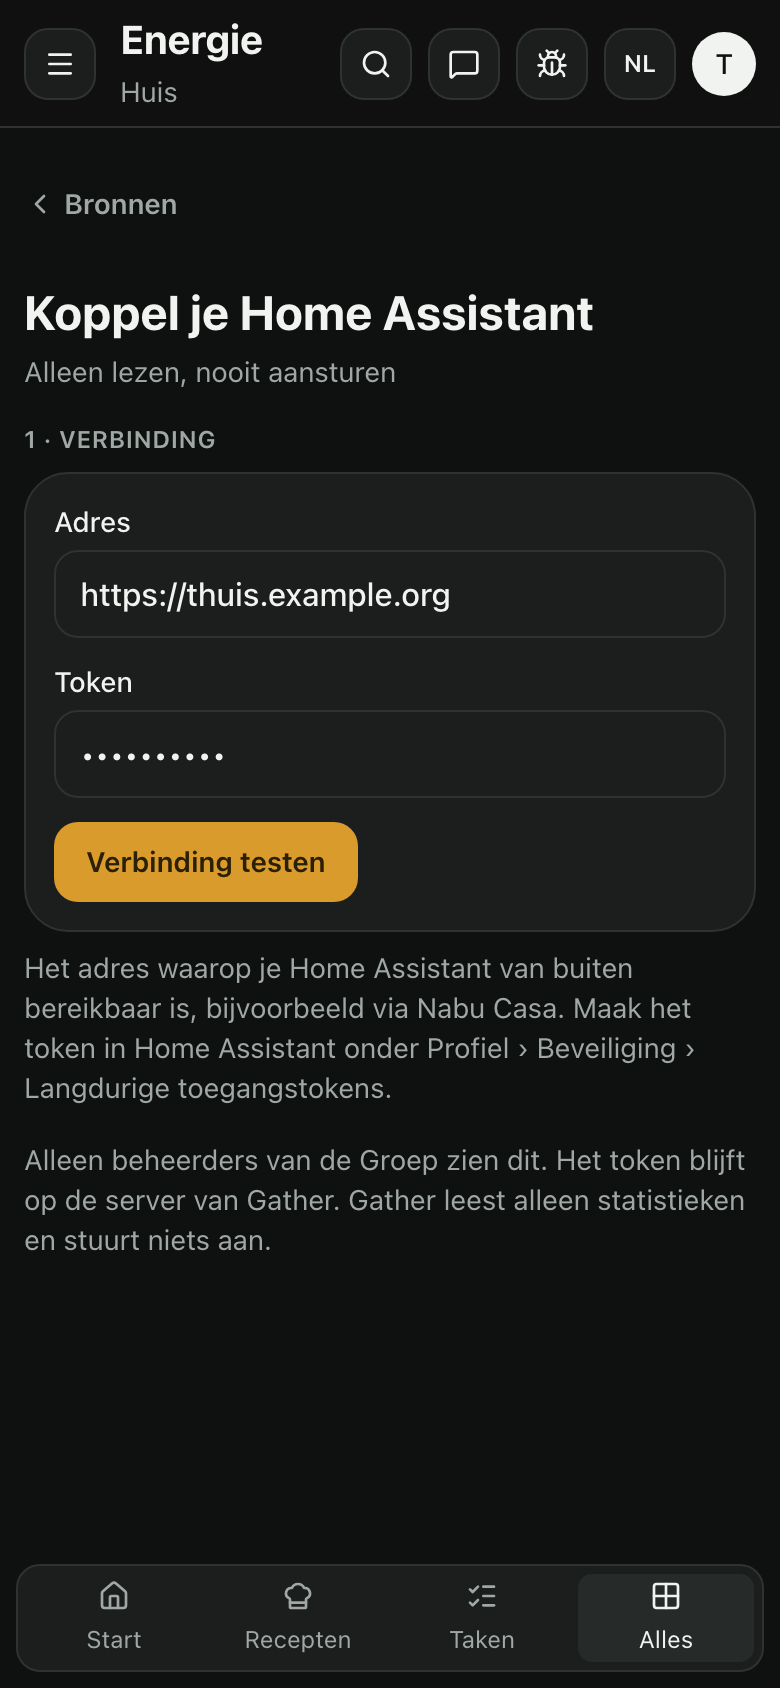 Energie
Huis
NL
T
Bronnen
Koppel je Home Assistant
Alleen lezen, nooit aansturen
1 · VERBINDING
Adres
https://thuis.example.org
Token
••••••••••
Verbinding testen
Het adres waarop je Home Assistant van buiten
bereikbaar is, bijvoorbeeld via Nabu Casa. Maak het
token in Home Assistant onder Profiel › Beveiliging ›
Langdurige toegangstokens.
Alleen beheerders van de Groep zien dit. Het token blijft
op de server van Gather. Gather leest alleen statistieken
en stuurt niets aan.
Start
Recepten
Taken
Alles